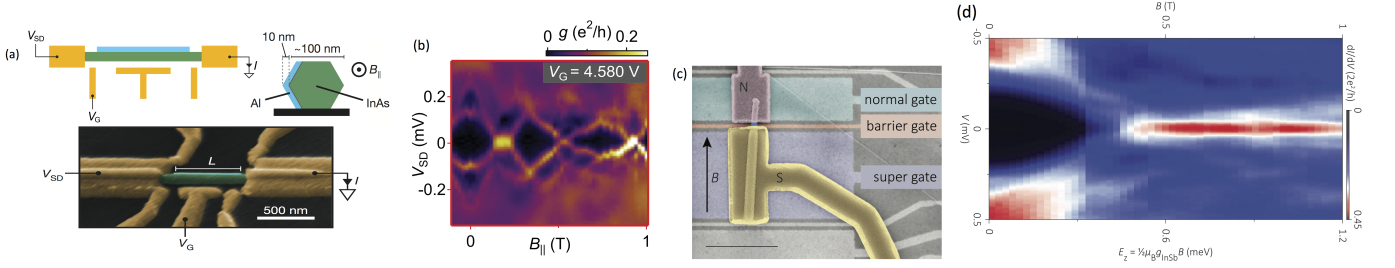 (a)
V_SD
I
V_G
10 nm
~100 nm
B_||
Al
InAs
V_SD
L
I
500 nm
V_G
(b)
g (e²/h)
0
0.2
V_G = 4.580 V
V_SD (mV)
0.2
0.0
-0.2
0
1
B_|| (T)
(c)
N
normal gate
barrier gate
B
S
super gate
(d)
B (T)
0
0.5
1
-0.5
0
0.5
V (mV)
dI/dV (2e²/h)
0
0.45
0
0.6
1.2
E_z = ½μ_B g_InSb B (meV)